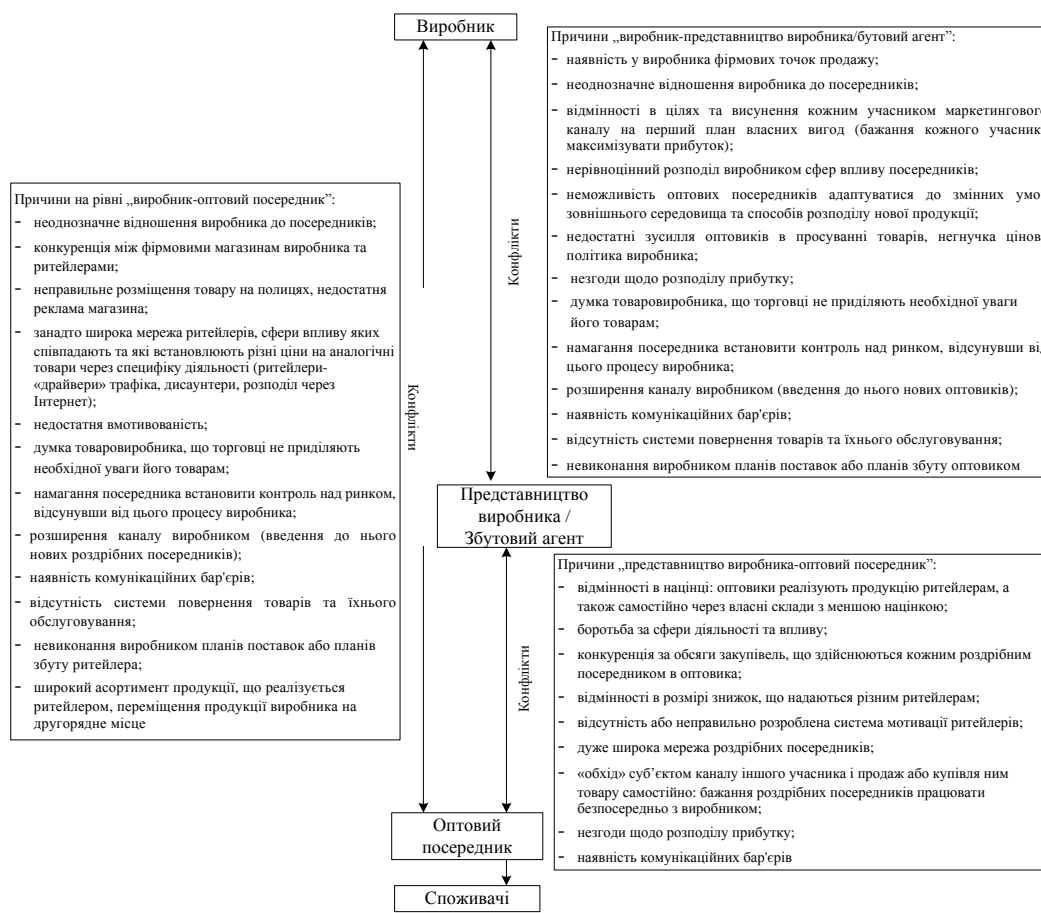 Виробник
Причини „виробник-представництво виробника/бутовий агент”:
- наявність у виробника фірмових точок продажу;
- неоднозначне відношення виробника до посередників;
- відмінності в цілях та висунення кожним учасником маркетинговог
каналу на перший план власних вигод (бажання кожного учасник
максимізувати прибуток);
- нерівноцінний розподіл виробником сфер впливу посередників;
- неможливість оптових посередників адаптуватися до змінних умо
зовнішнього середовища та способів розподілу нової продукції;
- недостатні зусилля оптовиків в просуванні товарів, негнучка цінов
політика виробника;
- незгоди щодо розподілу прибутку;
- думка товаровиробника, що торговці не приділяють необхідної уваги
його товарам;
- намагання посередника встановити контроль над ринком, відсунувши ві
цього процесу виробника;
- розширення каналу виробником (введення до нього нових оптовиків);
- наявність комунікаційних бар'єрів;
- відсутність системи повернення товарів та їхнього обслуговування;
- невиконання виробником планів поставок або планів збуту оптовиком
Причини на рівні „виробник-оптовий посередник”:
- неоднозначне відношення виробника до посередників;
- конкуренція між фірмовими магазинам виробника та
ритейлерами;
- неправильне розміщення товару на полицях, недостатня
реклама магазина;
- занадто широка мережа ритейлерів, сфери впливу яких
співпадають та які встановлюють різні ціни на аналогічні
товари через специфіку діяльності (ритейлери-
«драйвери» трафіка, дисаунтери, розподіл через
Інтернет);
- недостатня вмотивованість;
- думка товаровиробника, що торговці не приділяють
необхідної уваги його товарам;
- намагання посередника встановити контроль над ринком,
відсунувши від цього процесу виробника;
- розширення каналу виробником (введення до нього
нових роздрібних посередників);
- наявність комунікаційних бар'єрів;
- відсутність системи повернення товарів та їхнього
обслуговування;
- невиконання виробником планів поставок або планів
збуту ритейлера;
- широкий асортимент продукції, що реалізується
ритейлером, переміщення продукції виробника на
другорядне місце
Конфлікти
Конфлікти
Представництво
виробника /
Збутовий агент
Причини „представництво виробника-оптовий посередник”:
- відмінності в націнці: оптовики реалізують продукцію ритейлерам, а
також самостійно через власні склади з меншою націнкою;
- боротьба за сфери діяльності та впливу;
- конкуренція за обсяги закупівель, що здійснюються кожним роздрібним
посередником в оптовика;
- відмінності в розмірі знижок, що надаються різним ритейлерам;
- відсутність або неправильно розроблена система мотивації ритейлерів;
- дуже широка мережа роздрібних посередників;
- «обхід» суб’єктом каналу іншого учасника і продаж або купівля ним
товару самостійно: бажання роздрібних посередників працювати
безпосередньо з виробником;
- незгоди щодо розподілу прибутку;
- наявність комунікаційних бар'єрів
Конфлікти
Оптовий
посередник
Споживачі